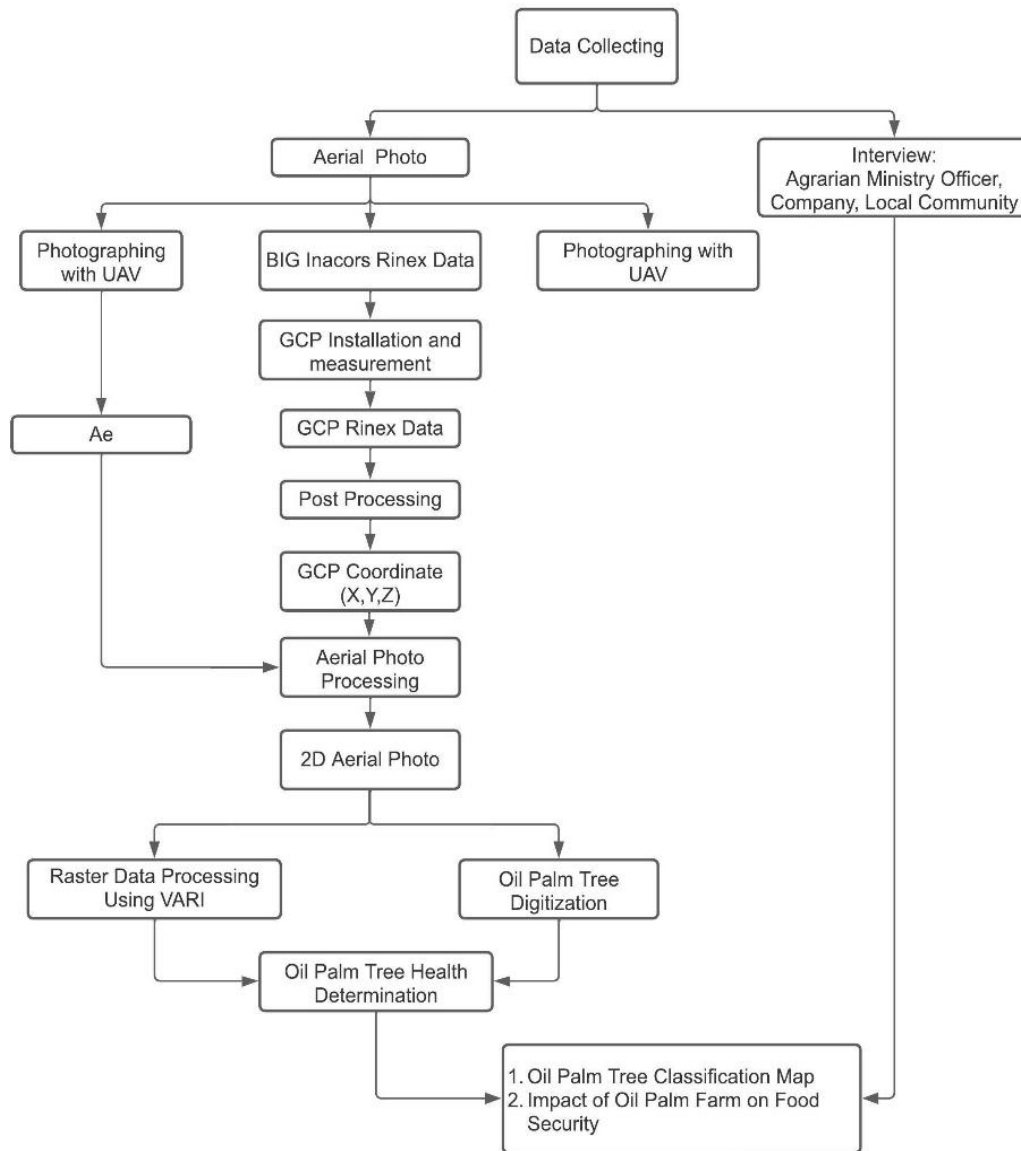 Data Collecting
Aerial Photo
Interview:
Agrarian Ministry Officer,
Company, Local Community
Photographing
with UAV
BIG Inacors Rinex Data
Photographing with
UAV
GCP Installation and
measurement
Ae
GCP Rinex Data
Post Processing
GCP Coordinate
(X,Y,Z)
Aerial Photo
Processing
2D Aerial Photo
Raster Data Processing
Using VARI
Oil Palm Tree
Digitization
Oil Palm Tree Health
Determination
1. Oil Palm Tree Classification Map
2. Impact of Oil Palm Farm on Food
Security